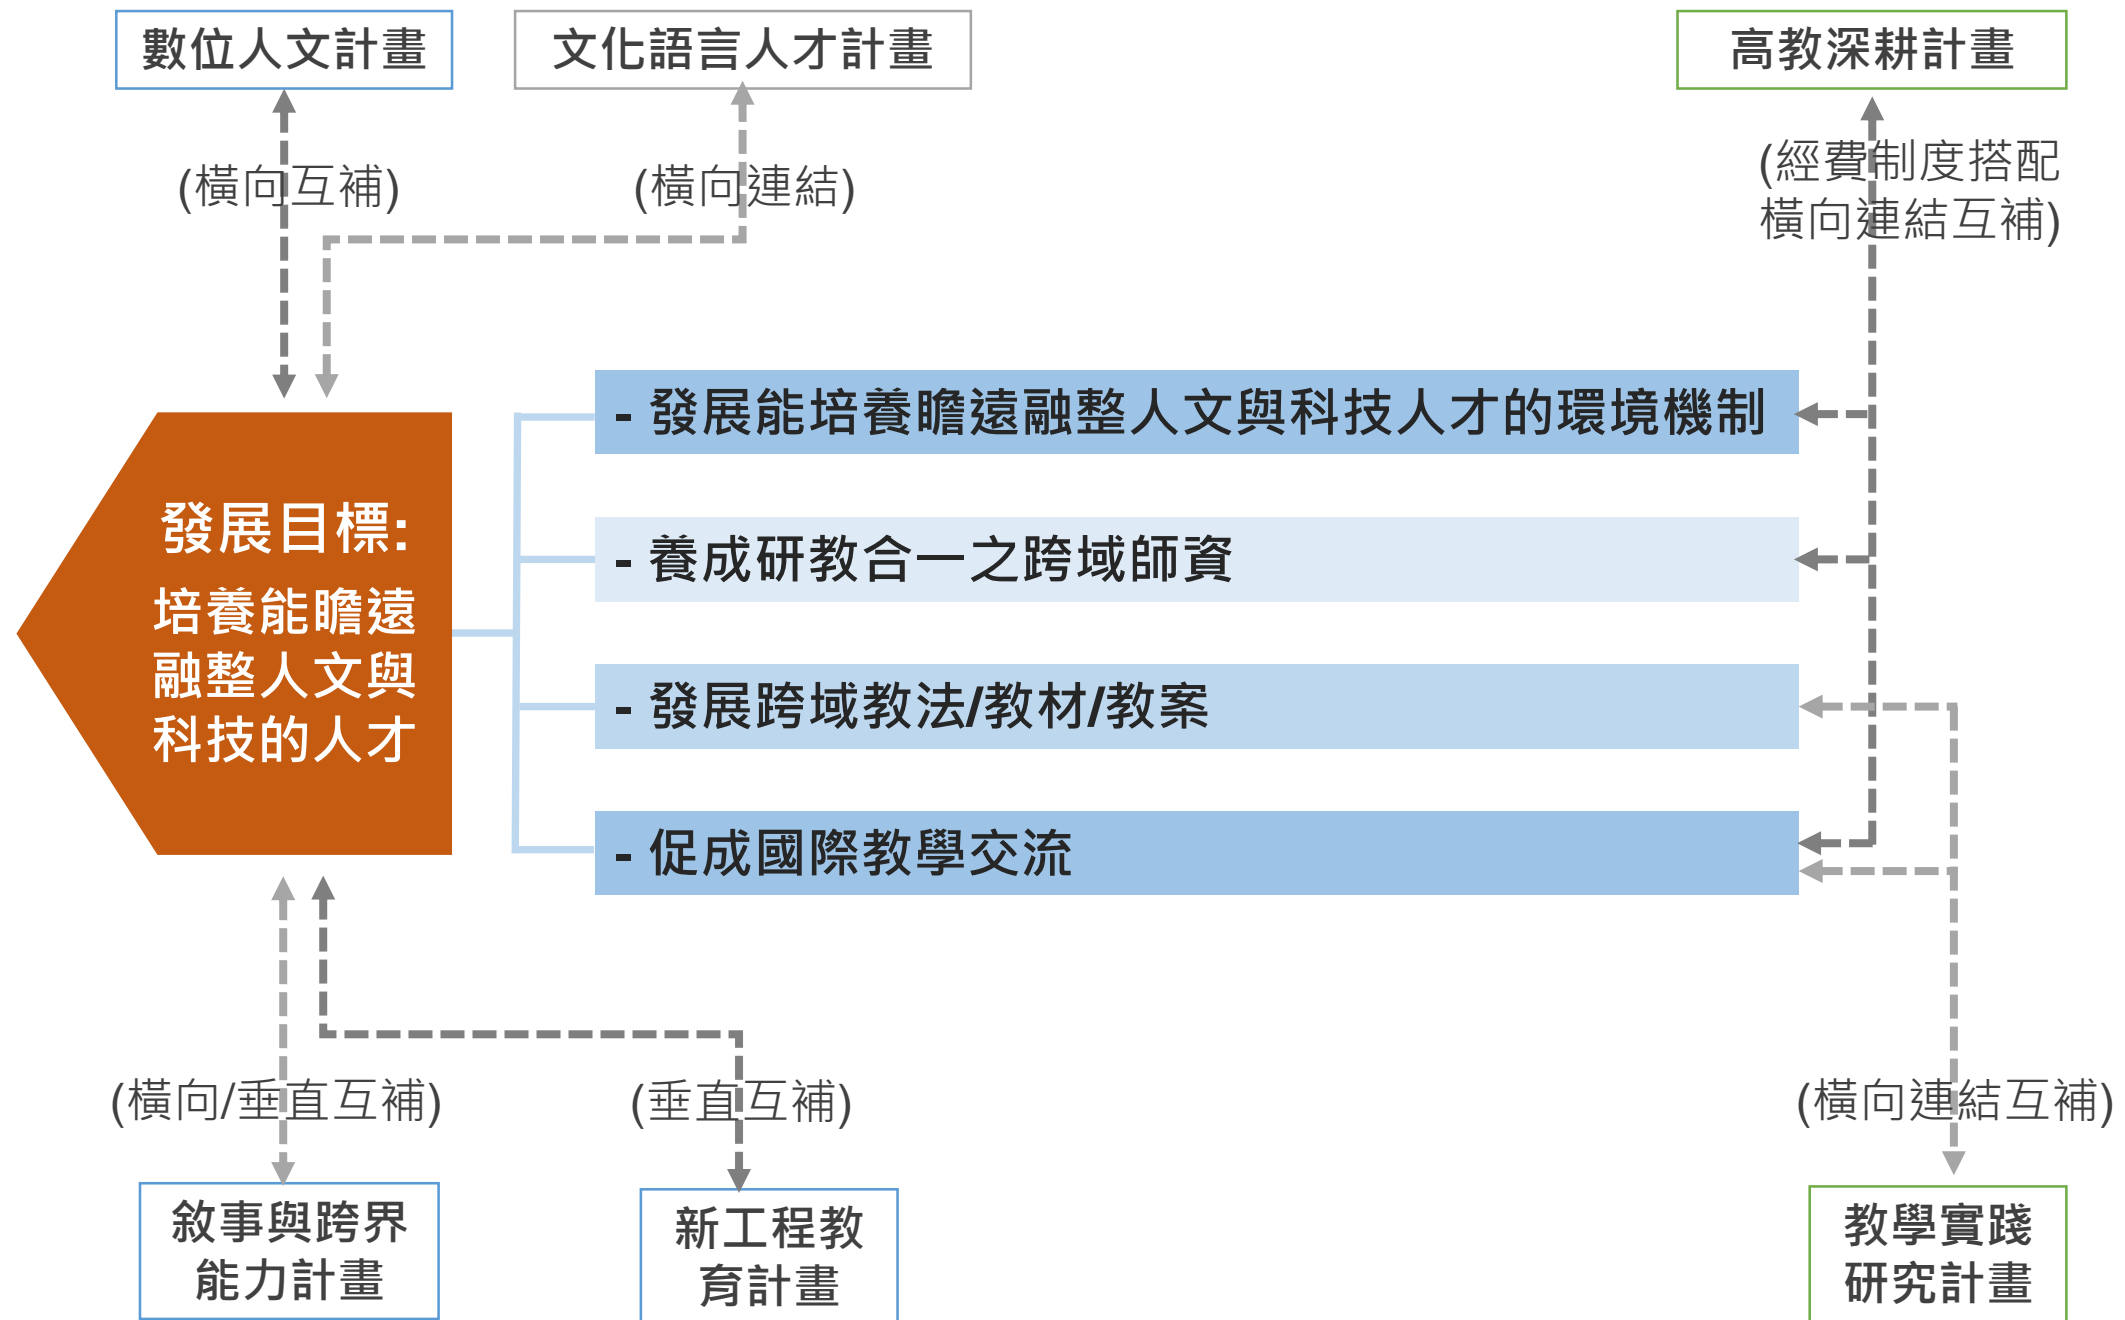 數位人文計畫
文化語言人才計畫
高教深耕計畫
(橫向互補)
(橫向連結)
(經費制度搭配
橫向連結互補)
發展目標:
培養能瞻遠
融整人文與
科技的人才
- 發展能培養瞻遠融整人文與科技人才的環境機制
- 養成研教合一之跨域師資
- 發展跨域教法/教材/教案
- 促成國際教學交流
(橫向/垂直互補)
(垂直互補)
(橫向連結互補)
敘事與跨界
能力計畫
新工程教
育計畫
教學實踐
研究計畫